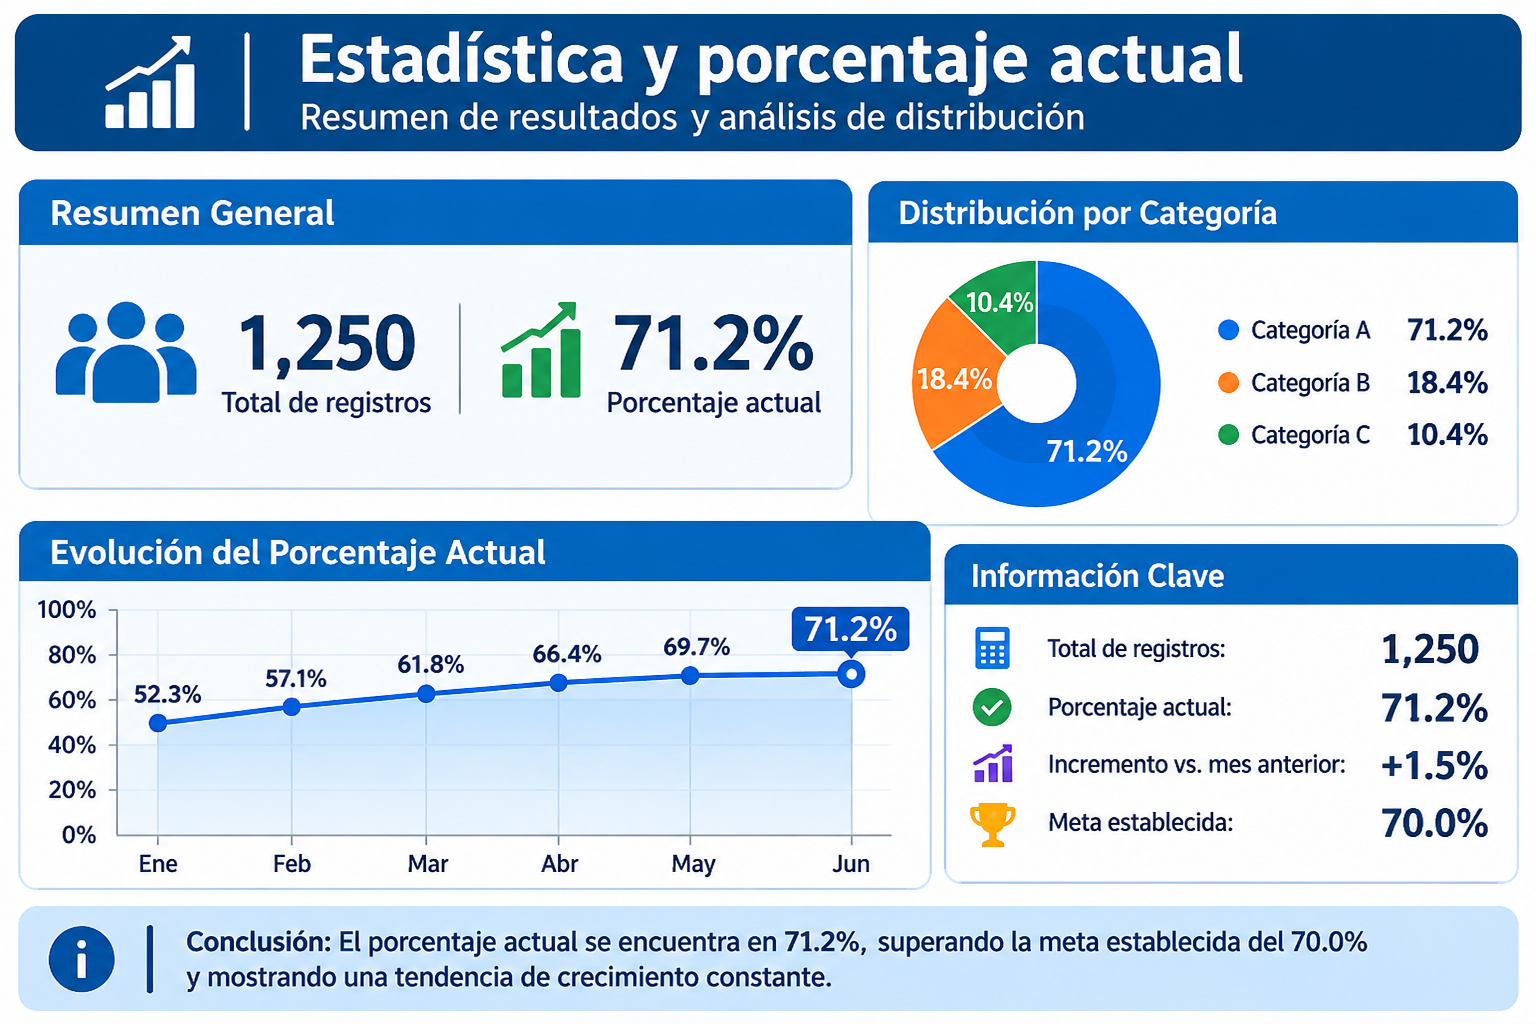 Estadística y porcentaje actual
Resumen de resultados y análisis de distribución
Resumen General
1,250
Total de registros
71.2%
Porcentaje actual
Distribución por Categoría
10.4%
18.4%
71.2%
Categoría A 71.2%
Categoría B 18.4%
Categoría C 10.4%
Evolución del Porcentaje Actual
100%
80%
60%
40%
20%
0%
52.3%
57.1%
61.8%
66.4%
69.7%
71.2%
Ene Feb Mar Abr May Jun
Información Clave
Total de registros: 1,250
Porcentaje actual: 71.2%
Incremento vs. mes anterior: +1.5%
Meta establecida: 70.0%
i
Conclusión: El porcentaje actual se encuentra en 71.2%, superando la meta establecida del 70.0%
y mostrando una tendencia de crecimiento constante.